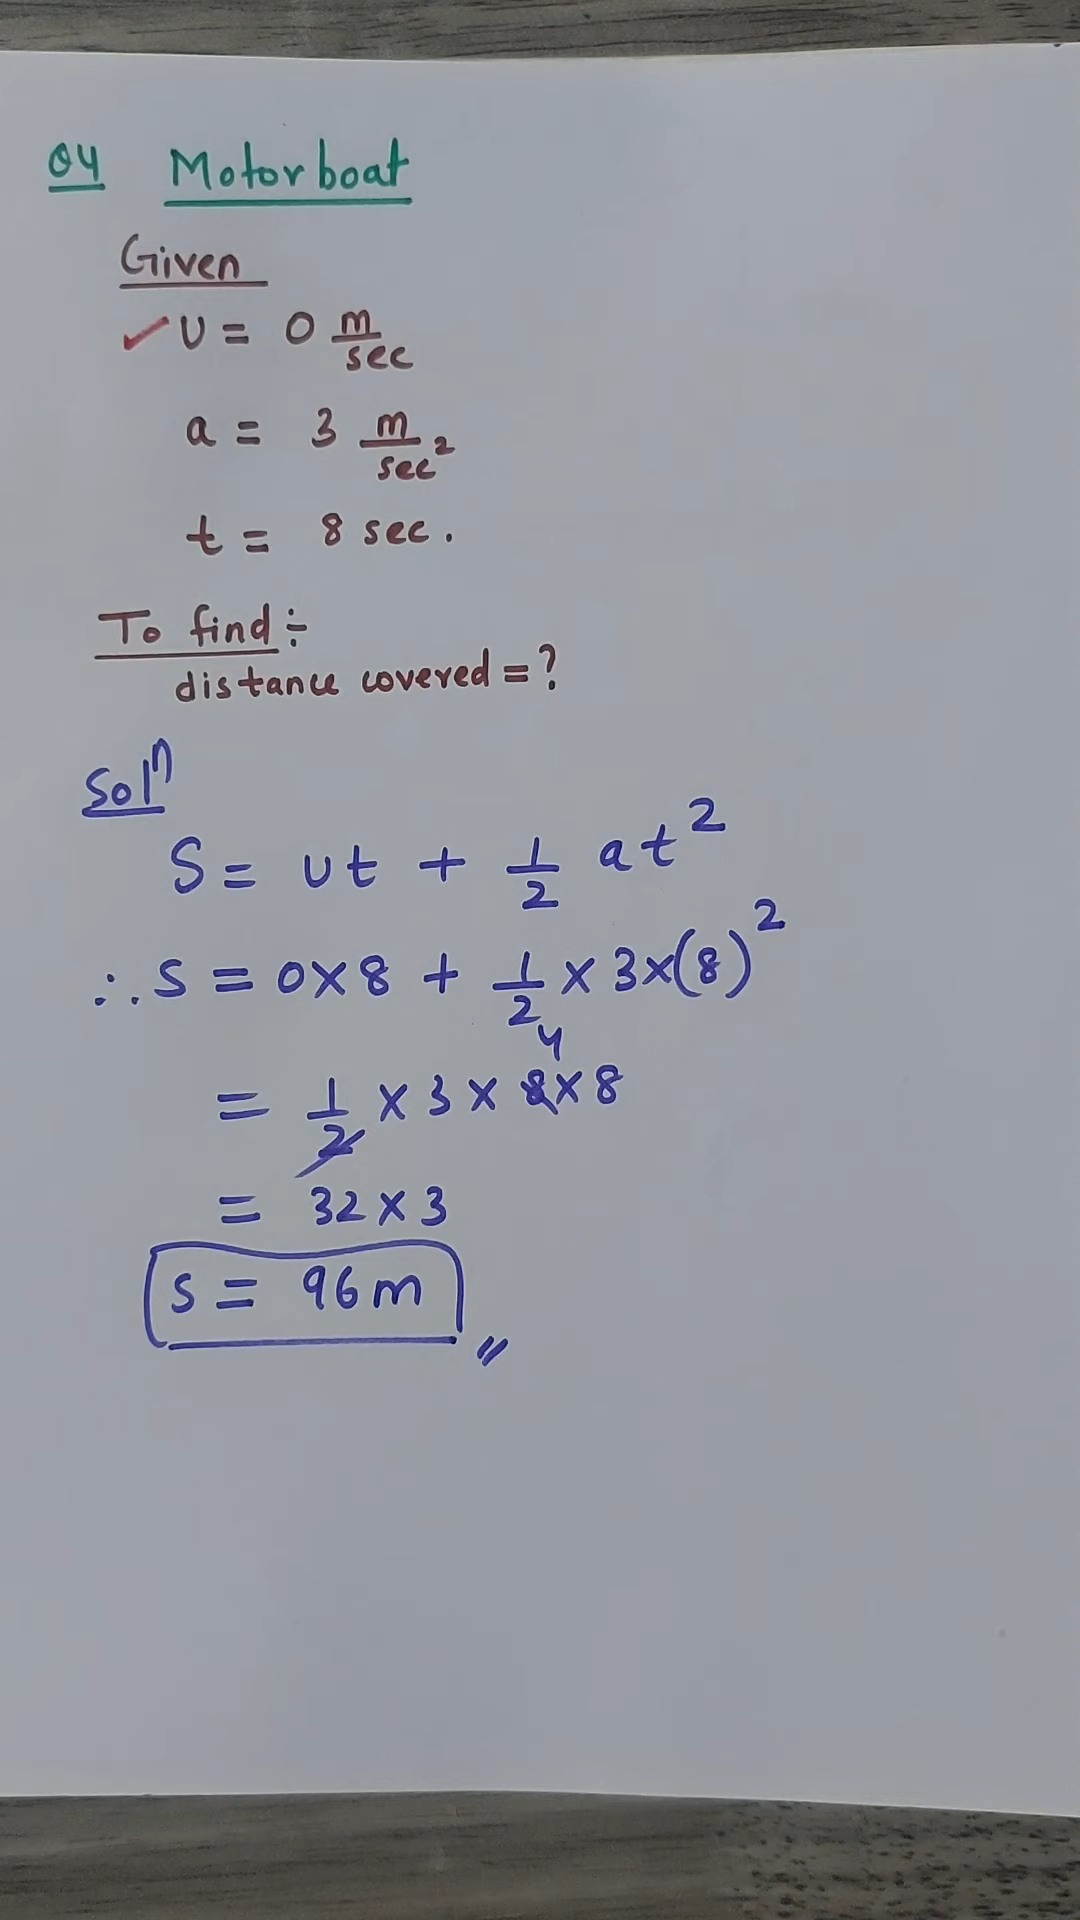 Q4 Motorboat
Given
✓ U = 0 m/sec
a = 3 m/sec²
t = 8 sec.
To find ÷
distance covered = ?
Solⁿ
S = ut + 1/2 at²
∴ S = 0×8 + 1/2 × 3×(8)²
= 1/2 × 3 × 8 4 × 8
= 32 × 3
S = 96 m